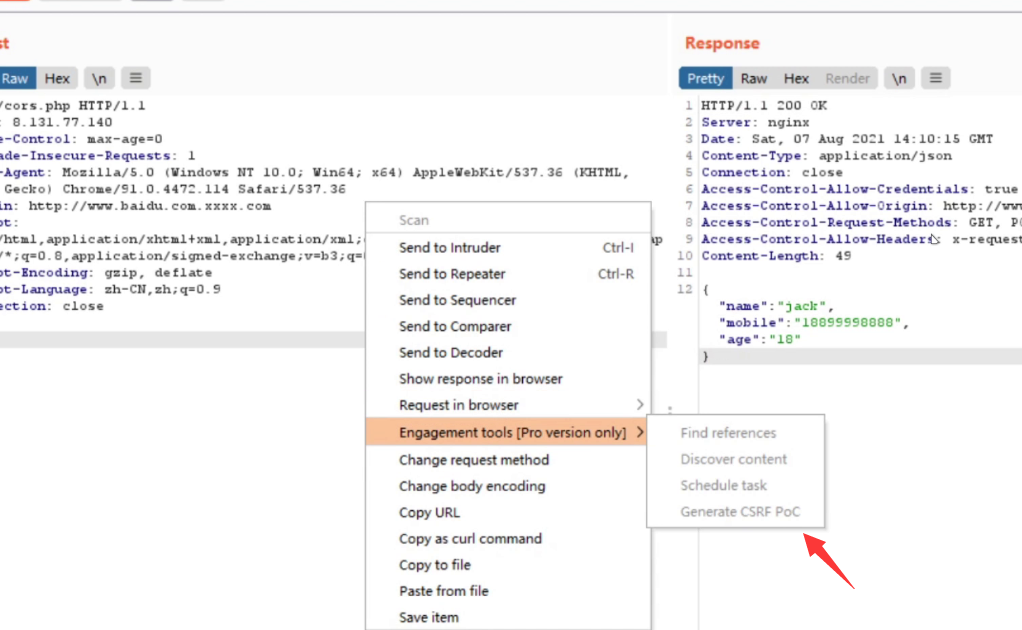 st
Raw Hex \n
/cors.php HTTP/1.1
: 8.131.77.140
e-Control: max-age=0
ade-Insecure-Requests: 1
-Agent: Mozilla/5.0 (Windows NT 10.0; Win64; x64) AppleWebKit/537.36 (KHTML,
Gecko) Chrome/91.0.4472.114 Safari/537.36
in: http://www.baidu.com.xxxx.com
pt:
/html,application/xhtml+xml,application/xml;
ap
/*;q=0.8,application/signed-exchange;v=b3;q=
pt-Encoding: gzip, deflate
pt-Language: zh-CN,zh;q=0.9
ection: close
Scan
Send to Intruder Ctrl-I
Send to Repeater Ctrl-R
Send to Sequencer
Send to Comparer
Send to Decoder
Show response in browser
Request in browser
Engagement tools [Pro version only]
Change request method
Change body encoding
Copy URL
Copy as curl command
Copy to file
Paste from file
Save item
Find references
Discover content
Schedule task
Generate CSRF PoC
Response
Pretty Raw Hex Render \n
1 HTTP/1.1 200 OK
2 Server: nginx
3 Date: Sat, 07 Aug 2021 14:10:15 GMT
4 Content-Type: application/json
5 Connection: close
6 Access-Control-Allow-Credentials: true
7 Access-Control-Allow-Origin: http://www
8 Access-Control-Request-Methods: GET, PO
9 Access-Control-Allow-Headers: x-request
10 Content-Length: 49
11
12 {
"name":"jack",
"mobile":"18899998888",
"age":"18"
}